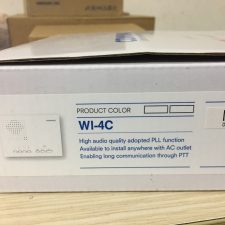 PRODUCT COLOR
WI-4C
High audio quality adopted PLL function
Available to install anywhere with AC outlet
Enabling long communication through PTT